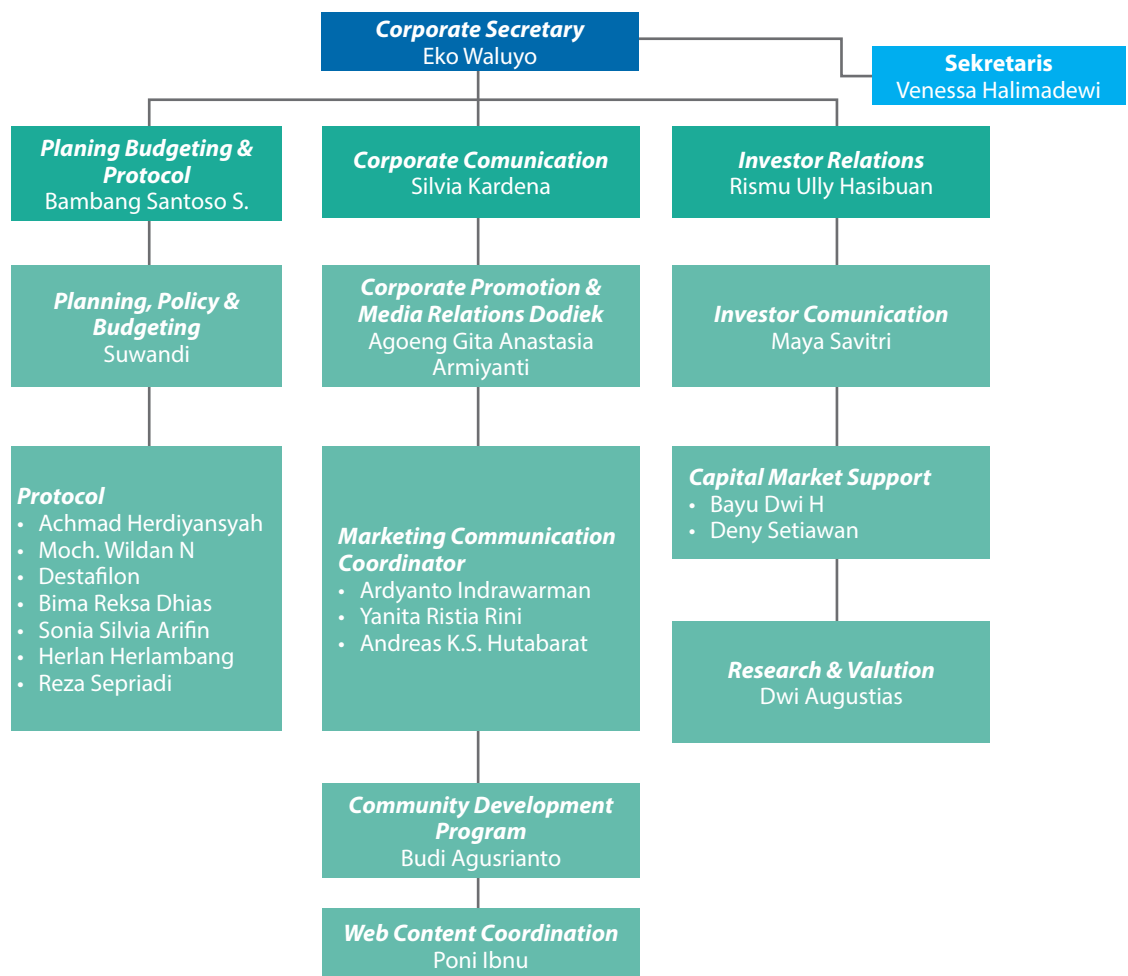 Corporate Secretary
Eko Waluyo
Sekretaris
Venessa Halimadewi
Planing Budgeting &
Protocol
Bambang Santoso S.
Corporate Comunication
Silvia Kardena
Investor Relations
Rismu Ully Hasibuan
Planning, Policy &
Budgeting
Suwandi
Corporate Promotion &
Media Relations Dodiek
Agoeng Gita Anastasia
Armiyanti
Investor Comunication
Maya Savitri
Protocol
• Achmad Herdiyansyah
• Moch. Wildan N
• Destafilon
• Bima Reksa Dhias
• Sonia Silvia Arifin
• Herlan Herlambang
• Reza Sepriadi
Marketing Communication
Coordinator
• Ardyanto Indrawarman
• Yanita Ristia Rini
• Andreas K.S. Hutabarat
Capital Market Support
• Bayu Dwi H
• Deny Setiawan
Research & Valution
Dwi Augustias
Community Development
Program
Budi Agusrianto
Web Content Coordination
Poni Ibnu